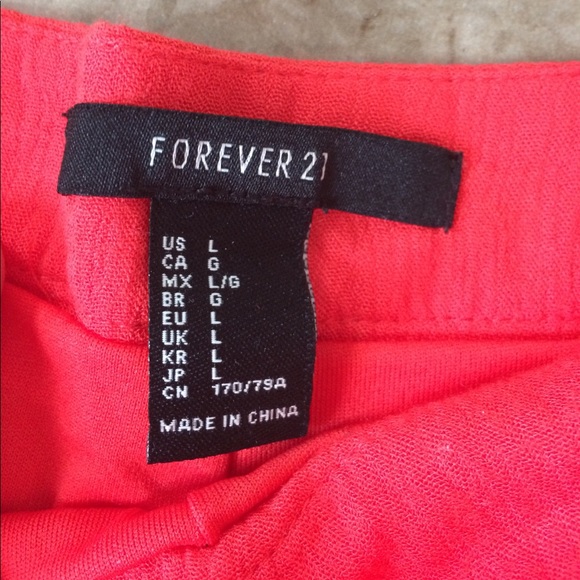 FOREVER 21
US L
CA G
MX L/G
BR G
EU L
UK L
KR L
JP L
CN 170/79A
MADE IN CHINA